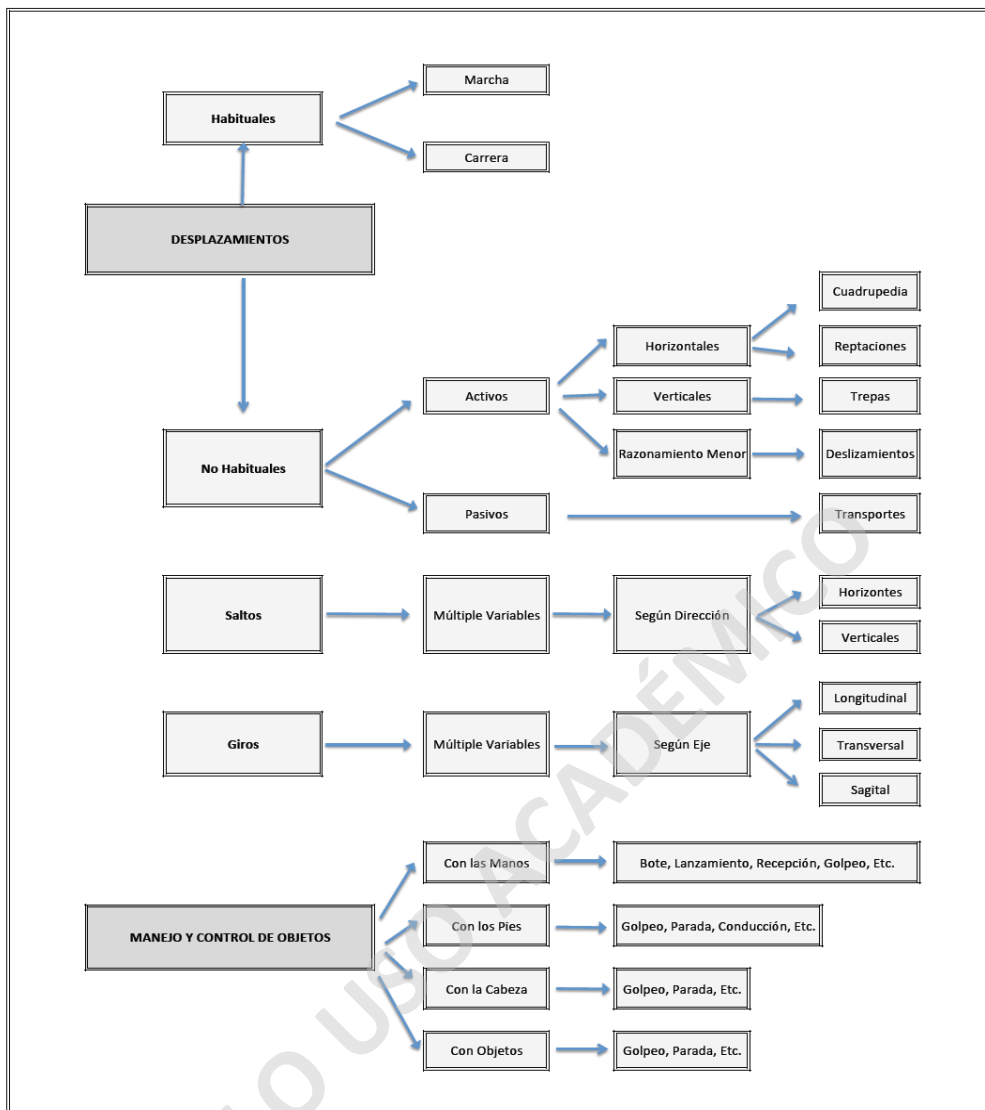 Marcha
Habituales
Carrera
DESPLAZAMIENTOS
Cuadrupedia
Horizontales
Reptaciones
Activos
Verticales
Trepas
No Habituales
Razonamiento Menor
Deslizamientos
Pasivos
Transportes
Saltos
Múltiple Variables
Según Dirección
Horizontes
Verticales
Giros
Múltiple Variables
Según Eje
Longitudinal
Transversal
Sagital
MANEJO Y CONTROL DE OBJETOS
Con las Manos
Bote, Lanzamiento, Recepción, Golpeo, Etc.
Con los Pies
Golpeo, Parada, Conducción, Etc.
Con la Cabeza
Golpeo, Parada, Etc.
Con Objetos
Golpeo, Parada, Etc.
LO USO ACADÉMICO